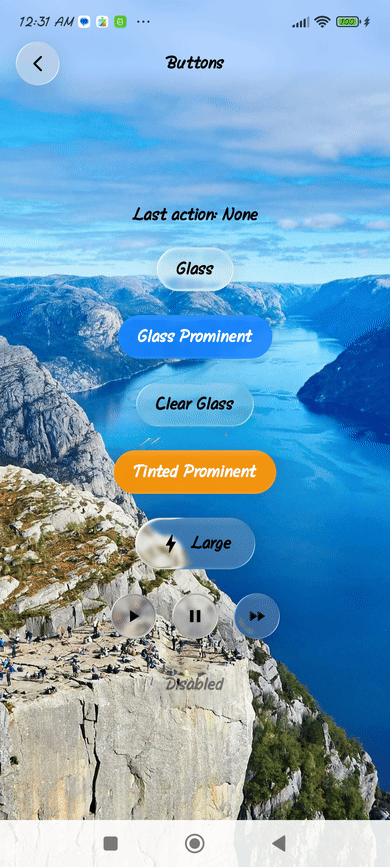 12:31 AM
100
Buttons
Last action: None
Glass
Glass Prominent
Clear Glass
Tinted Prominent
Large
Disabled